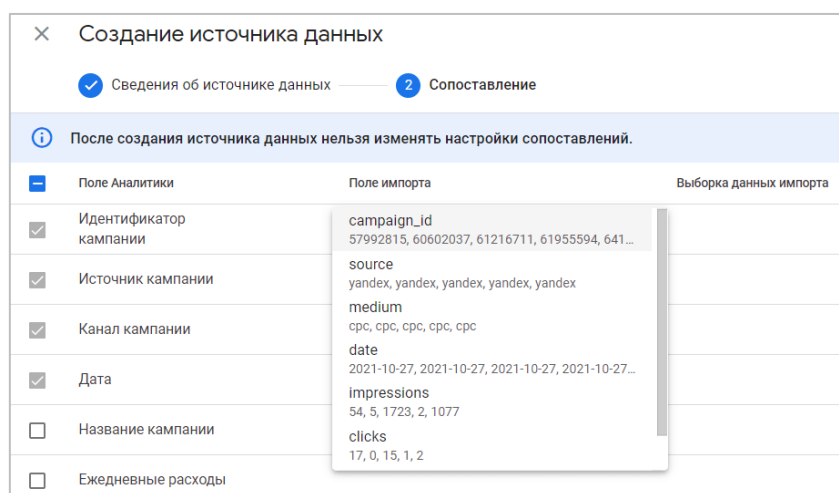 Создание источника данных
Сведения об источнике данных
2 Сопоставление
После создания источника данных нельзя изменять настройки сопоставлений.
Поле Аналитики
Поле импорта
Выборка данных импорта
Идентификатор
кампании
campaign_id
57992815, 60602037, 61216711, 61955594, 641...
Источник кампании
source
yandex, yandex, yandex, yandex, yandex
Канал кампании
medium
cpc, cpc, cpc, cpc, cpc
Дата
date
2021-10-27, 2021-10-27, 2021-10-27, 2021-10-27...
impressions
54, 5, 1723, 2, 1077
Название кампании
clicks
17, 0, 15, 1, 2
Ежедневные расходы